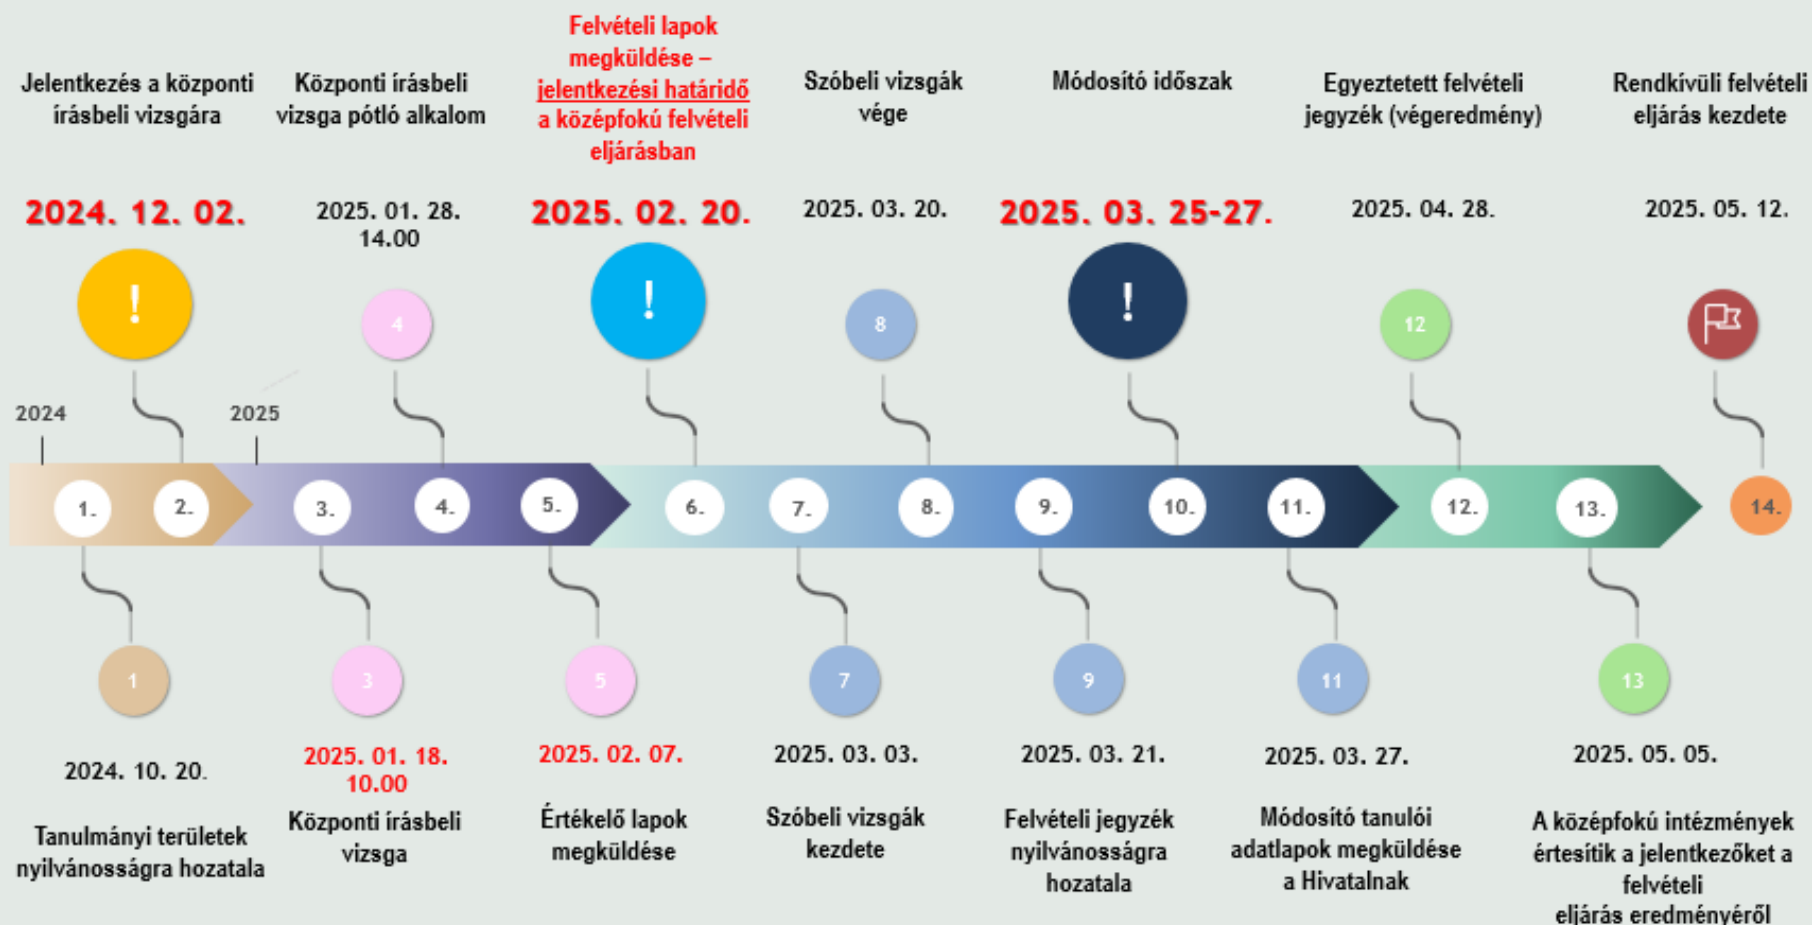 Jelentkezés a központi
írásbeli vizsgára
2024. 12. 02.
!
Központi írásbeli
vizsga pótló alkalom
2025. 01. 28.
14.00
4
Felvételi lapok
megküldése –
jelentkezési határidő
a középfokú felvételi
eljárásban
2025. 02. 20.
!
Szóbeli vizsgák
vége
2025. 03. 20.
8
Módosító időszak
2025. 03. 25-27.
!
Egyeztetett felvételi
jegyzék (végeredmény)
2025. 04. 28.
12
Rendkívüli felvételi
eljárás kezdete
2025. 05. 12.
2024
2025
1.
2.
3.
4.
5.
6.
7.
8.
9.
10.
11.
12.
13.
14.
1
2024. 10. 20.
Tanulmányi területek
nyilvánosságra hozatala
3
2025. 01. 18.
10.00
Központi írásbeli
vizsga
5
2025. 02. 07.
Értékelő lapok
megküldése
7
2025. 03. 03.
Szóbeli vizsgák
kezdete
9
2025. 03. 21.
Felvételi jegyzék
nyilvánosságra
hozatala
11
2025. 03. 27.
Módosító tanulói
adatlapok megküldése
a Hivatalnak
13
2025. 05. 05.
A középfokú intézmények
értesítik a jelentkezőket a
felvételi
eljárás eredményéről